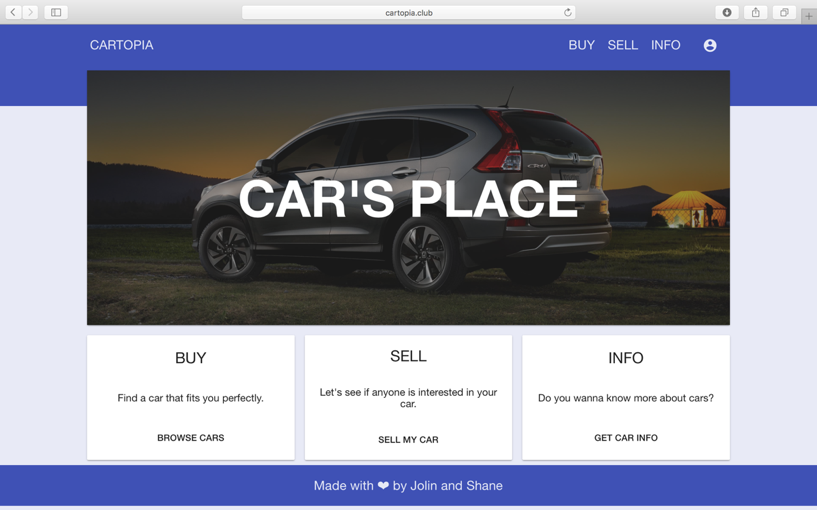 cartopia.club
CARTOPIA
BUY SELL INFO
CAR'S PLACE
BUY
Find a car that fits you perfectly.
BROWSE CARS
SELL
Let's see if anyone is interested in your
car.
SELL MY CAR
INFO
Do you wanna know more about cars?
GET CAR INFO
Made with ❤ by Jolin and Shane